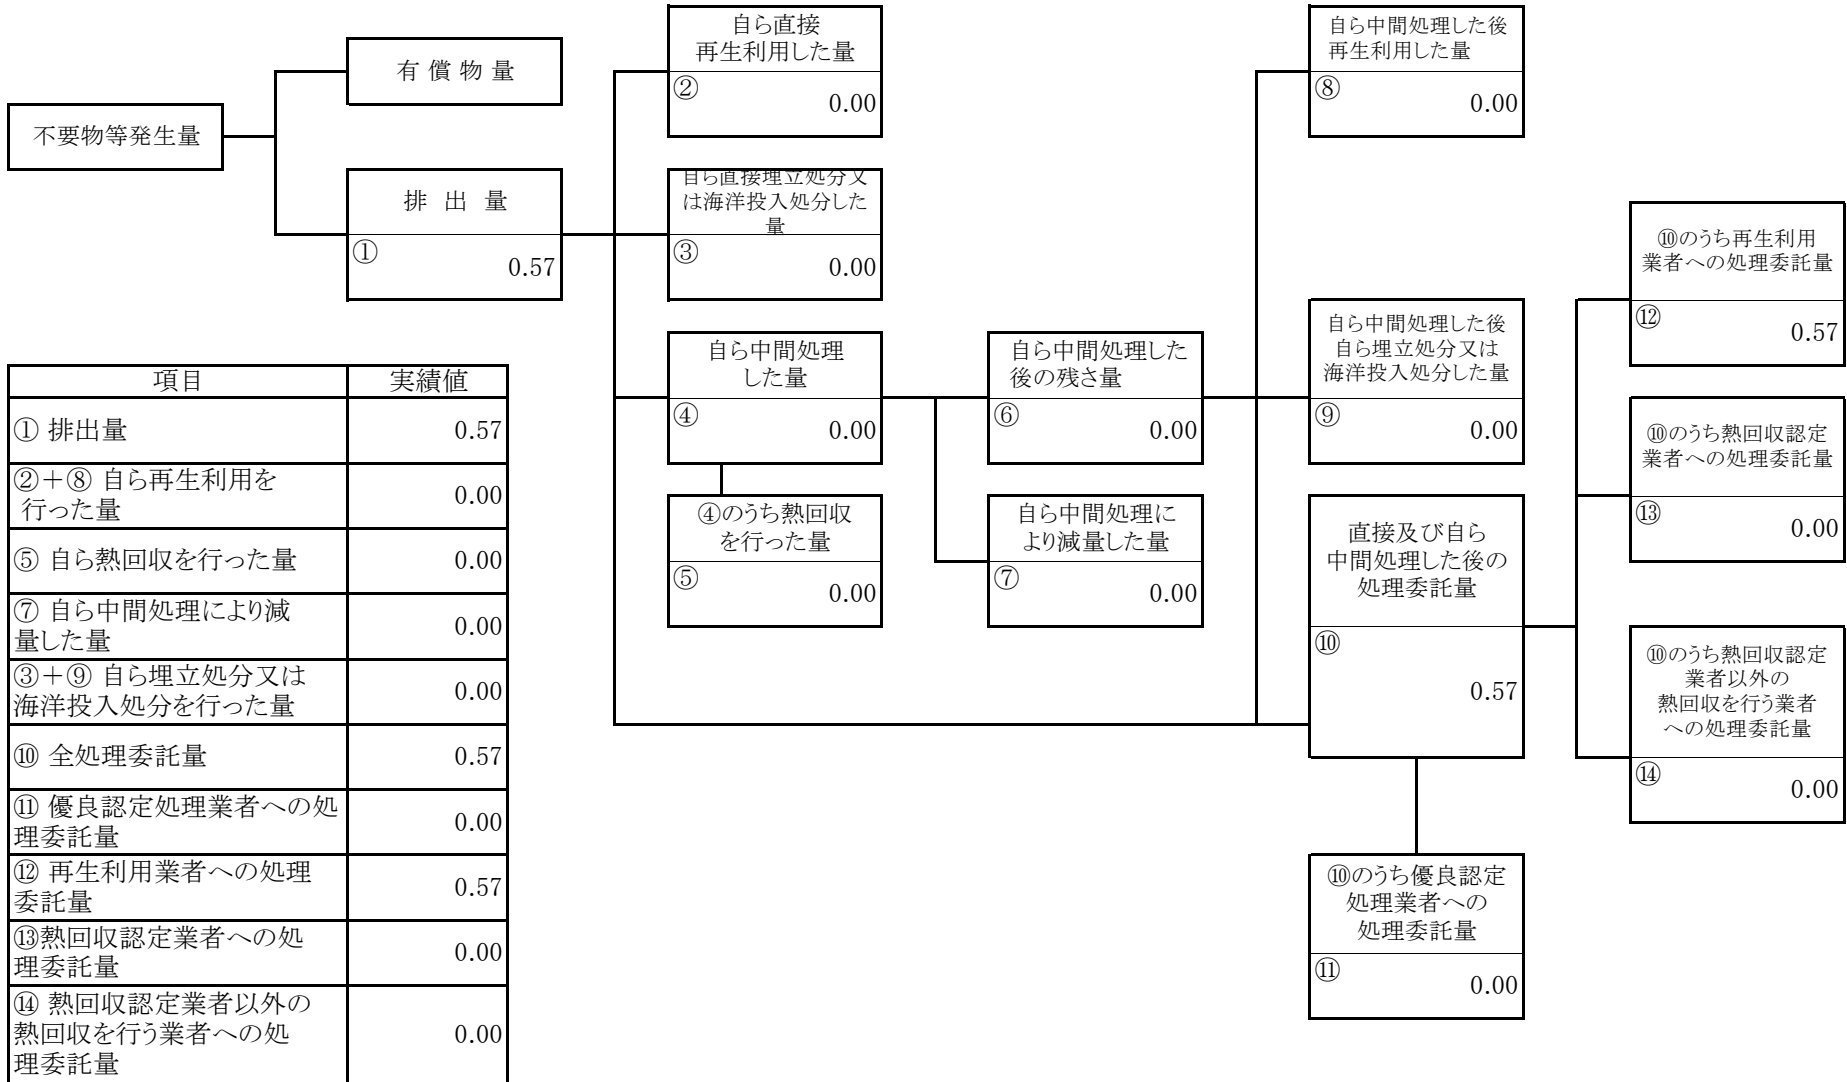 不要物等発生量
有 償 物 量
排 出 量
①
0.57
自ら直接
再生利用した量
②
0.00
自ら直接埋立処分又
は海洋投入処分した
量
③
0.00
自ら中間処理
した量
④
0.00
④のうち熱回収
を行った量
⑤
0.00
自ら中間処理した
後の残さ量
⑥
0.00
自ら中間処理に
より減量した量
⑦
0.00
自ら中間処理した後
再生利用した量
⑧
0.00
自ら中間処理した後
自ら埋立処分又は
海洋投入処分した量
⑨
0.00
直接及び自ら
中間処理した後の
処理委託量
⑩
0.57
⑩のうち優良認定
処理業者への
処理委託量
⑪
0.00
⑩のうち再生利用
業者への処理委託量
⑫
0.57
⑩のうち熱回収認定
業者への処理委託量
⑬
0.00
⑩のうち熱回収認定
業者以外の
熱回収を行う業者
への処理委託量
⑭
0.00
項目 実績値
① 排出量 0.57
②＋⑧ 自ら再生利用を
行った量 0.00
⑤ 自ら熱回収を行った量 0.00
⑦ 自ら中間処理により減
量した量 0.00
③＋⑨ 自ら埋立処分又は
海洋投入処分を行った量 0.00
⑩ 全処理委託量 0.57
⑪ 優良認定処理業者への処
理委託量 0.00
⑫ 再生利用業者への処理
委託量 0.57
⑬熱回収認定業者への処
理委託量 0.00
⑭ 熱回収認定業者以外の
熱回収を行う業者への処
理委託量 0.00